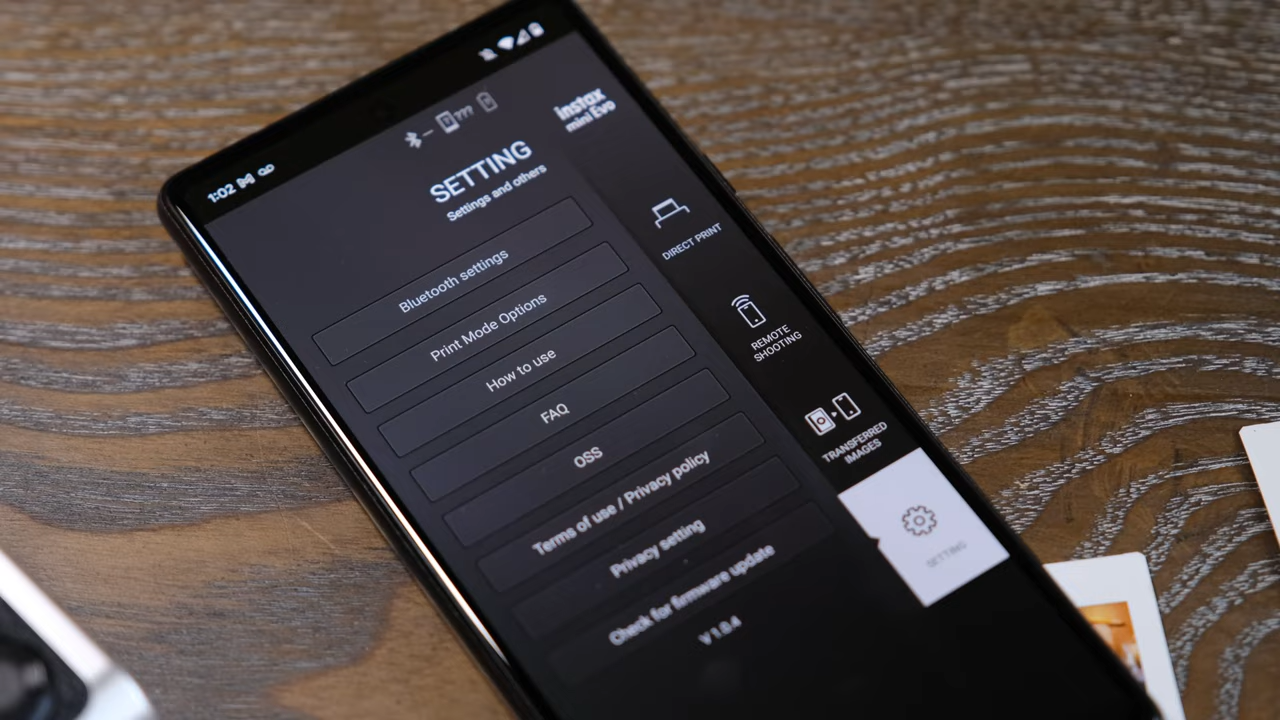 1:02
SETTING
Settings and others
Bluetooth settings
Print Mode Options
How to use
FAQ
OSS
Terms of use / Privacy policy
Privacy setting
Check for firmware update
V 1.0.4
instax
mini Evo
DIRECT PRINT
REMOTE
SHOOTING
TRANSFERRED
IMAGES
SETTING